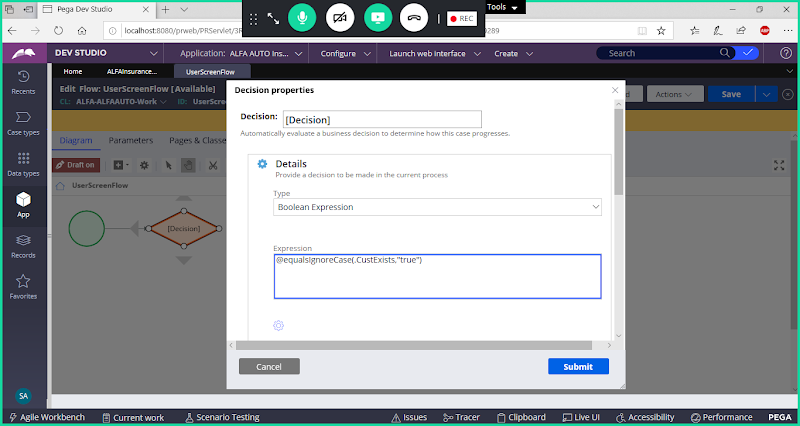 Pega Dev Studio
Tools
REC
localhost:8080/prweb/PRServlet/3R
0289
DEV STUDIO
Application: ALFA AUTO Ins...
Configure
Launch web interface
Create
Search
Home
ALFAInsurance...
UserScreenFlow
Recents
Case types
Data types
App
Records
Favorites
SA
Edit Flow: UserScreenFlow [Available]
CL: ALFA-ALFAAUTO-Work
ID: UserScre
Actions
Save
Diagram
Parameters
Pages & Classe
Draft on
UserScreenFlow
[Decision]
Decision properties
Decision:
[Decision]
Automatically evaluate a business decision to determine how this case progresses.
Details
Provide a decision to be made in the current process
Type
Boolean Expression
Expression
@equalsIgnoreCase(.CustExists,"true")
Cancel
Submit
Agile Workbench
Current work
Scenario Testing
Issues
Tracer
Clipboard
Live UI
Accessibility
Performance
PEGA